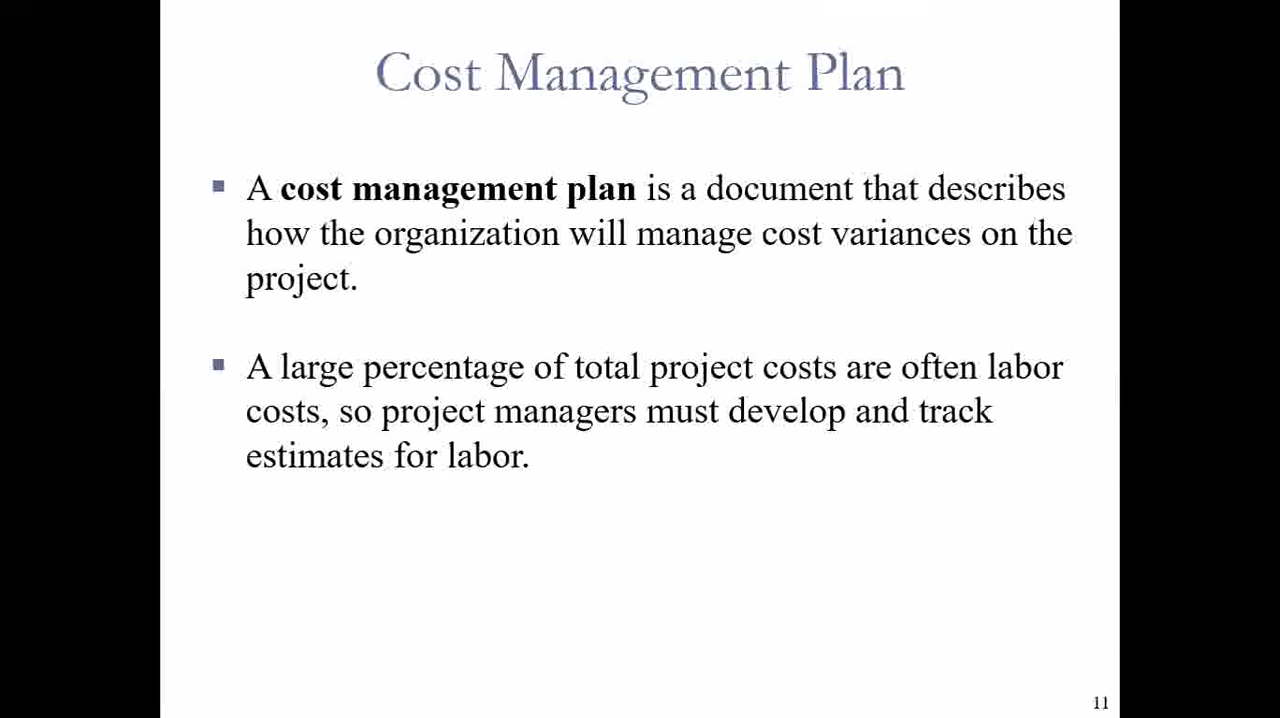 Cost Management Plan
A cost management plan is a document that describes
how the organization will manage cost variances on the
project.
A large percentage of total project costs are often labor
costs, so project managers must develop and track
estimates for labor.
11